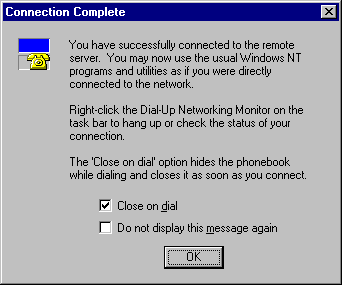 Connection Complete
You have successfully connected to the remote
server.  You may now use the usual Windows NT
programs and utilities as if you were directly
connected to the network.
Right-click the Dial-Up Networking Monitor on the
task bar to hang up or check the status of your
connection.
The 'Close on dial' option hides the phonebook
while dialing and closes it as soon as you connect.
Close on dial
Do not display this message again
OK